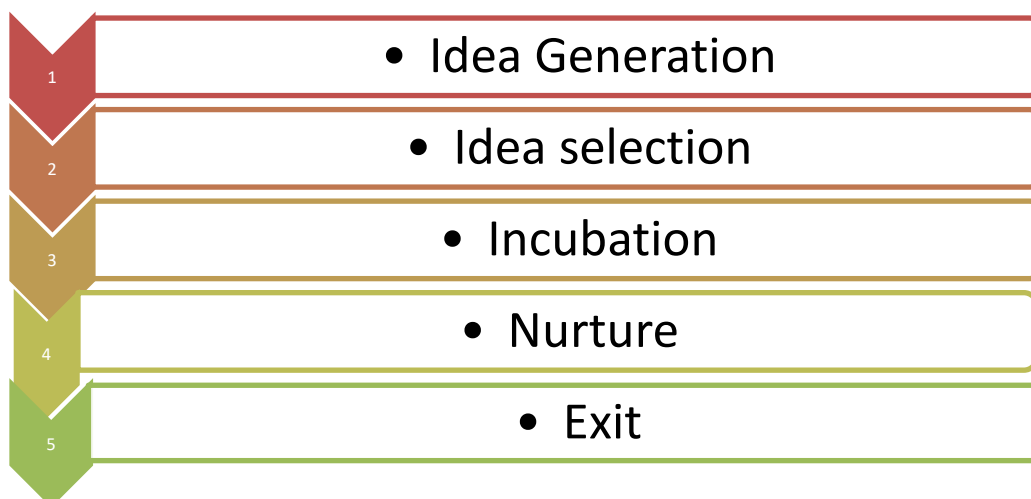 1
• Idea Generation
2
• Idea selection
3
• Incubation
4
• Nurture
5
• Exit